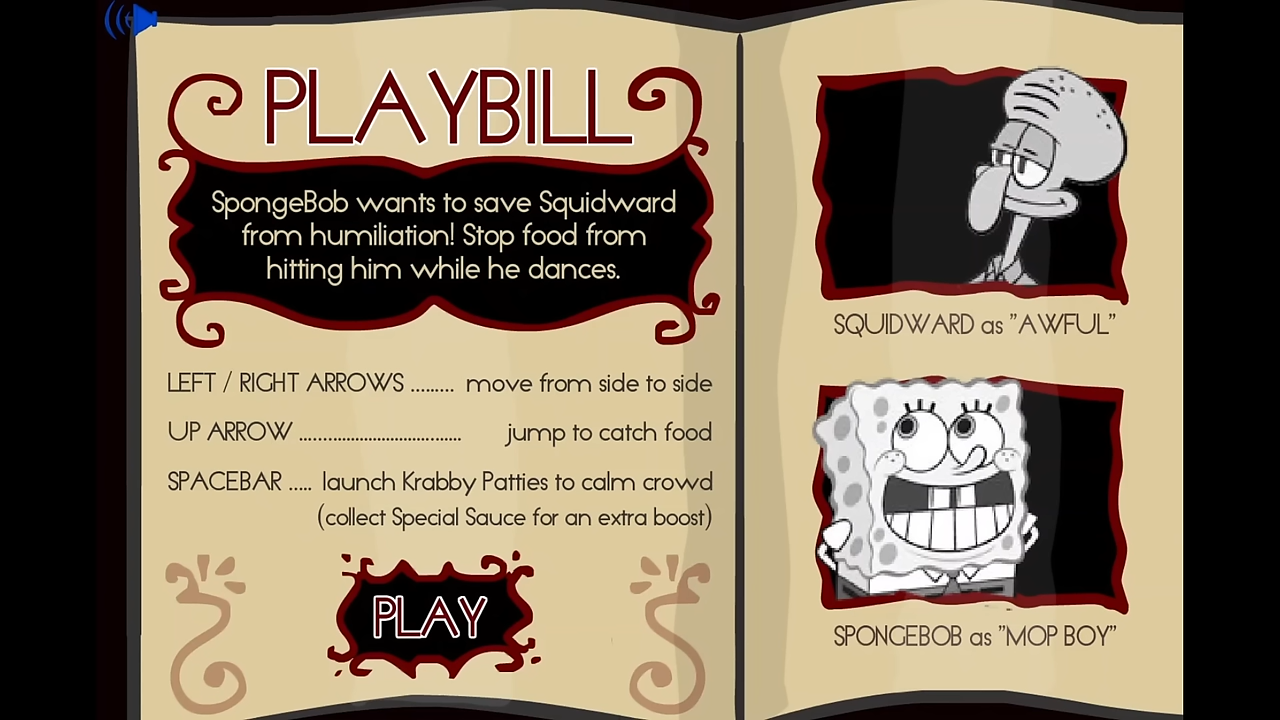 PLAYBILL
SpongeBob wants to save Squidward
from humiliation! Stop food from
hitting him while he dances.
LEFT / RIGHT ARROWS ......... move from side to side
UP ARROW ...................................... jump to catch food
SPACEBAR ..... launch Krabby Patties to calm crowd
(collect Special Sauce for an extra boost)
PLAY
SQUIDWARD as "AWFUL"
SPONGEBOB as "MOP BOY"